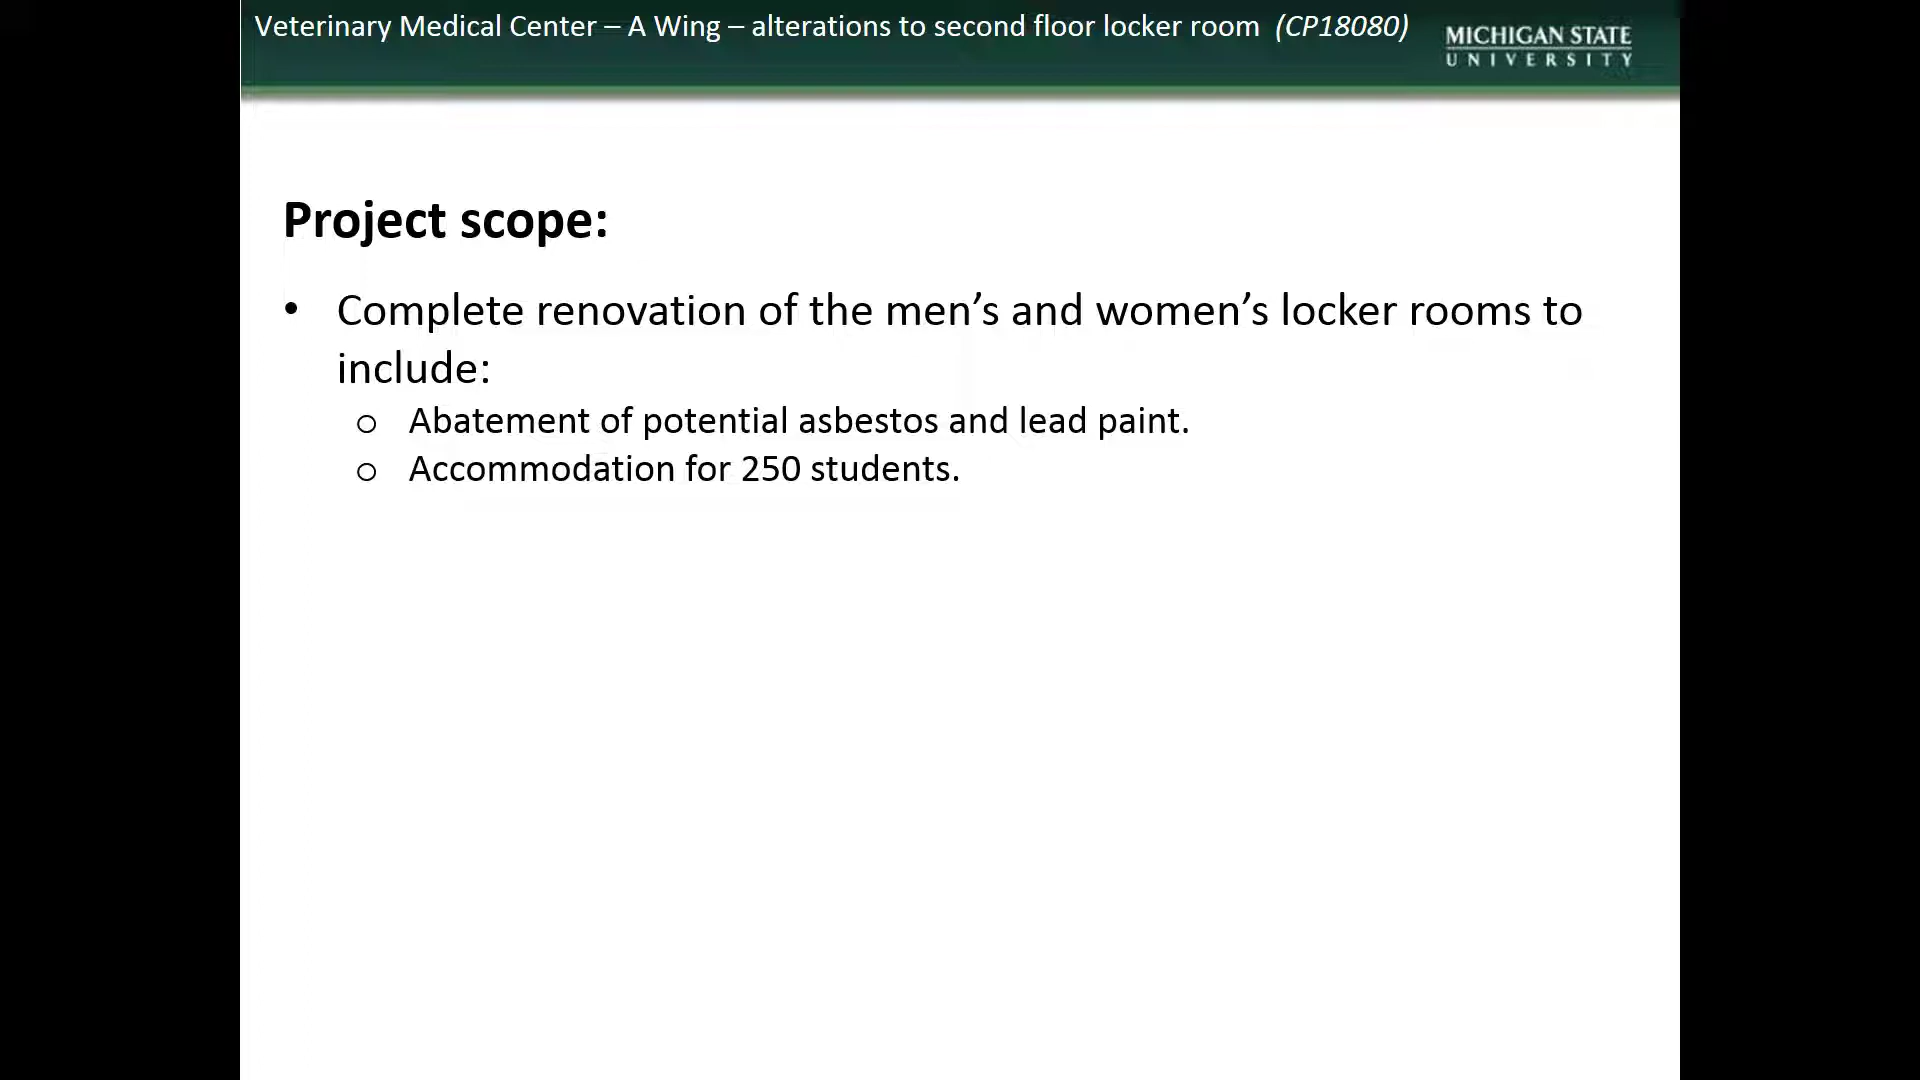 Veterinary Medical Center – A Wing – alterations to second floor locker room (CP18080)
MICHIGAN STATE
UNIVERSITY
Project scope:
• Complete renovation of the men’s and women’s locker rooms to
include:
o Abatement of potential asbestos and lead paint.
o Accommodation for 250 students.